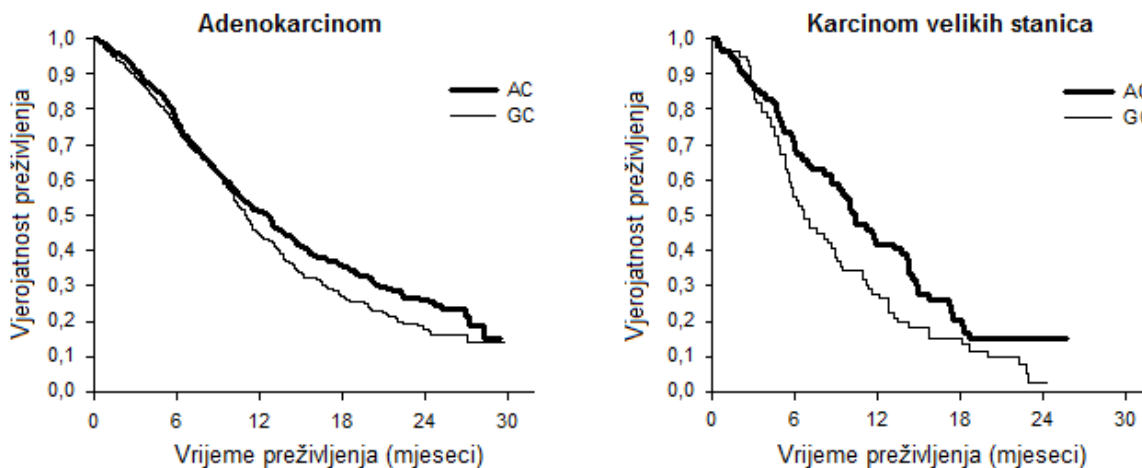 Adenokarcinom
Vjerojatnost preživljenja
1,0
0,9
0,8
0,7
0,6
0,5
0,4
0,3
0,2
0,1
0,0
AC
GC
0 6 12 18 24 30
Vrijeme preživljenja (mjeseci)
Karcinom velikih stanica
Vjerojatnost preživljenja
1,0
0,9
0,8
0,7
0,6
0,5
0,4
0,3
0,2
0,1
0,0
AC
GC
0 6 12 18 24 30
Vrijeme preživljenja (mjeseci)